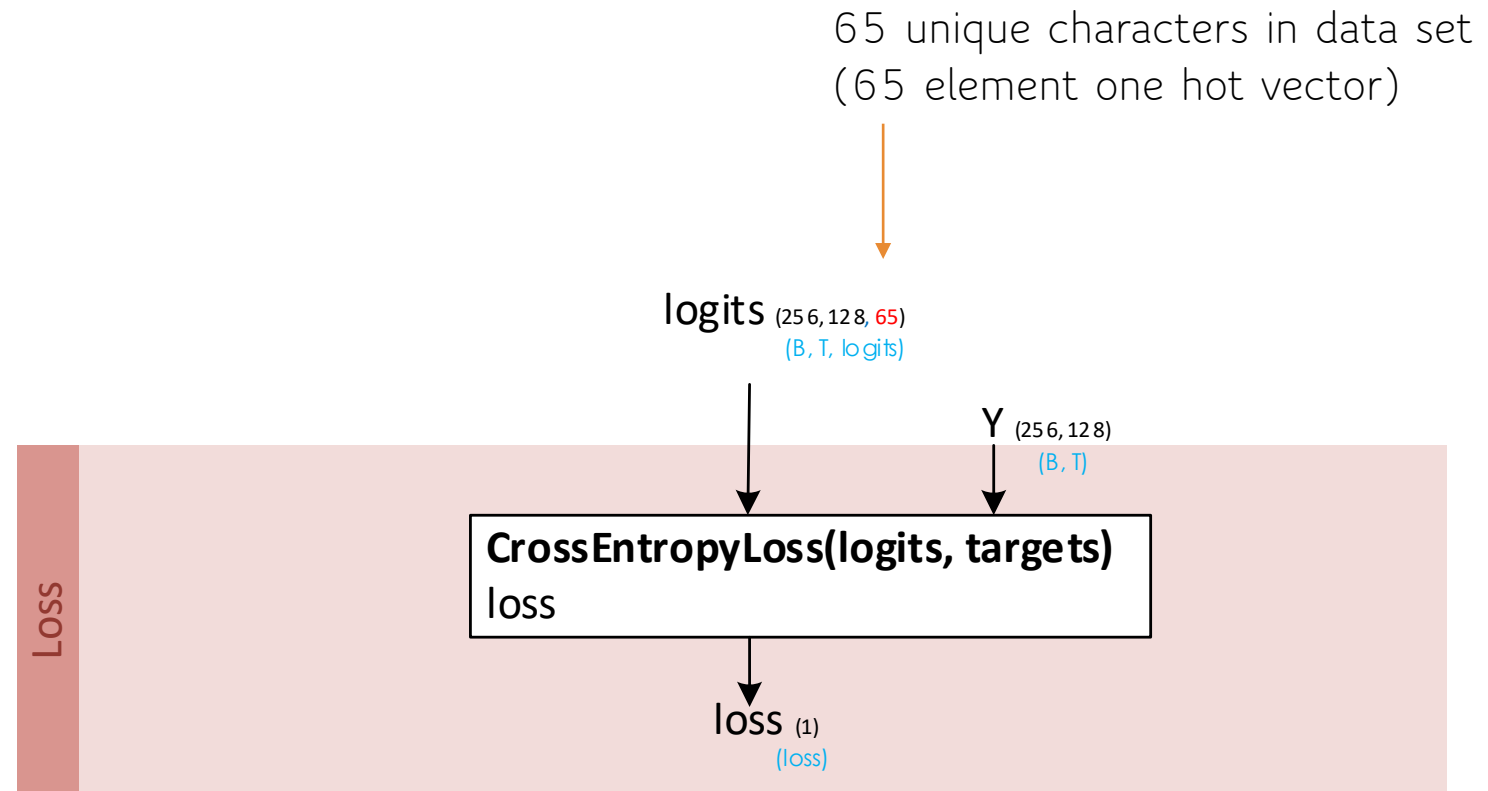 65 unique characters in data set
(65 element one hot vector)
logits (256, 128, 65)
(B, T, logits)
Y (256, 128)
(B, T)
CrossEntropyLoss(logits, targets)
loss
Loss
loss (1)
(loss)